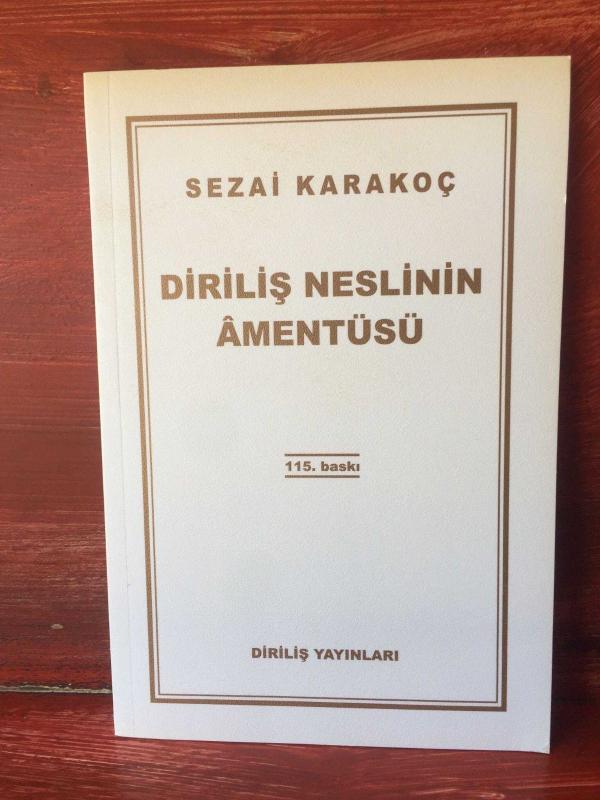 SEZAİ KARAKOÇ
DİRİLİŞ NESLİNİN
ÂMENTÜSÜ
115. baskı
DİRİLİŞ YAYINLARI